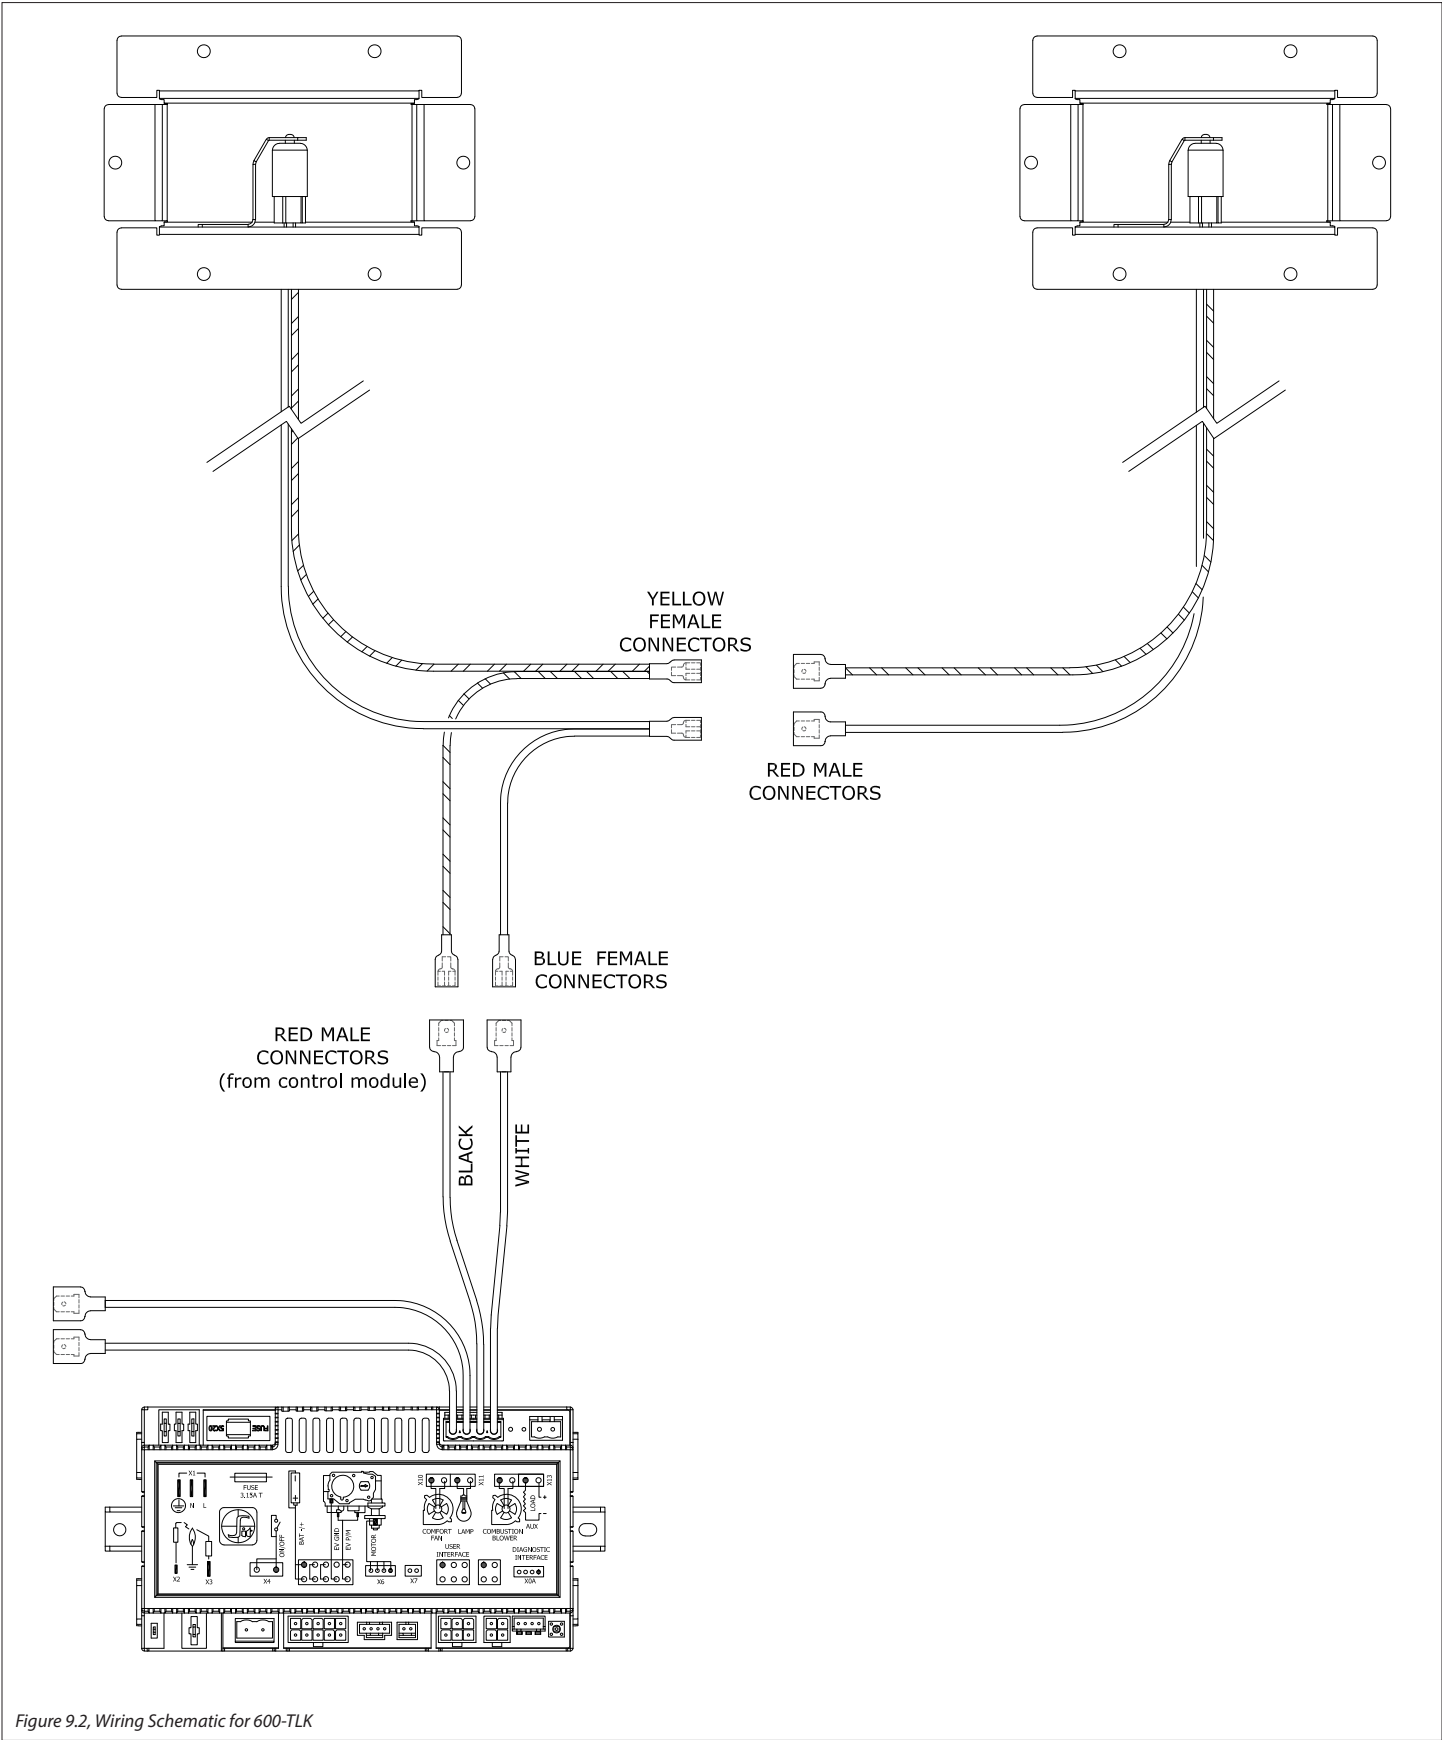 YELLOW
FEMALE
CONNECTORS
RED MALE
CONNECTORS
BLUE FEMALE
CONNECTORS
RED MALE
CONNECTORS
(from control module)
BLACK
WHITE
5X20
FUSE
X1
N
L
FUSE
3,15A T
X2
X3
ON/OFF
X4
BAT -/+
- +
EV GND
EV P/M
MOTOR
X6
X7
X10
X11
X13
COMFORT
FAN
LAMP
COMBUSTION
BLOWER
LOAD
+
-
AUX
USER
INTERFACE
DIAGNOSTIC
INTERFACE
X0A
Figure 9.2, Wiring Schematic for 600-TLK